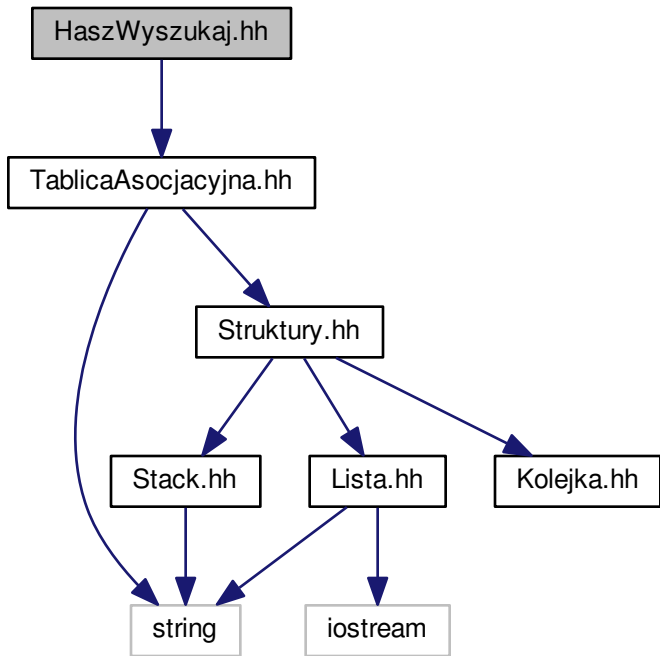 HaszWyszukaj.hh
TablicaAsocjacyjna.hh
Struktury.hh
Stack.hh
Lista.hh
Kolejka.hh
string
iostream